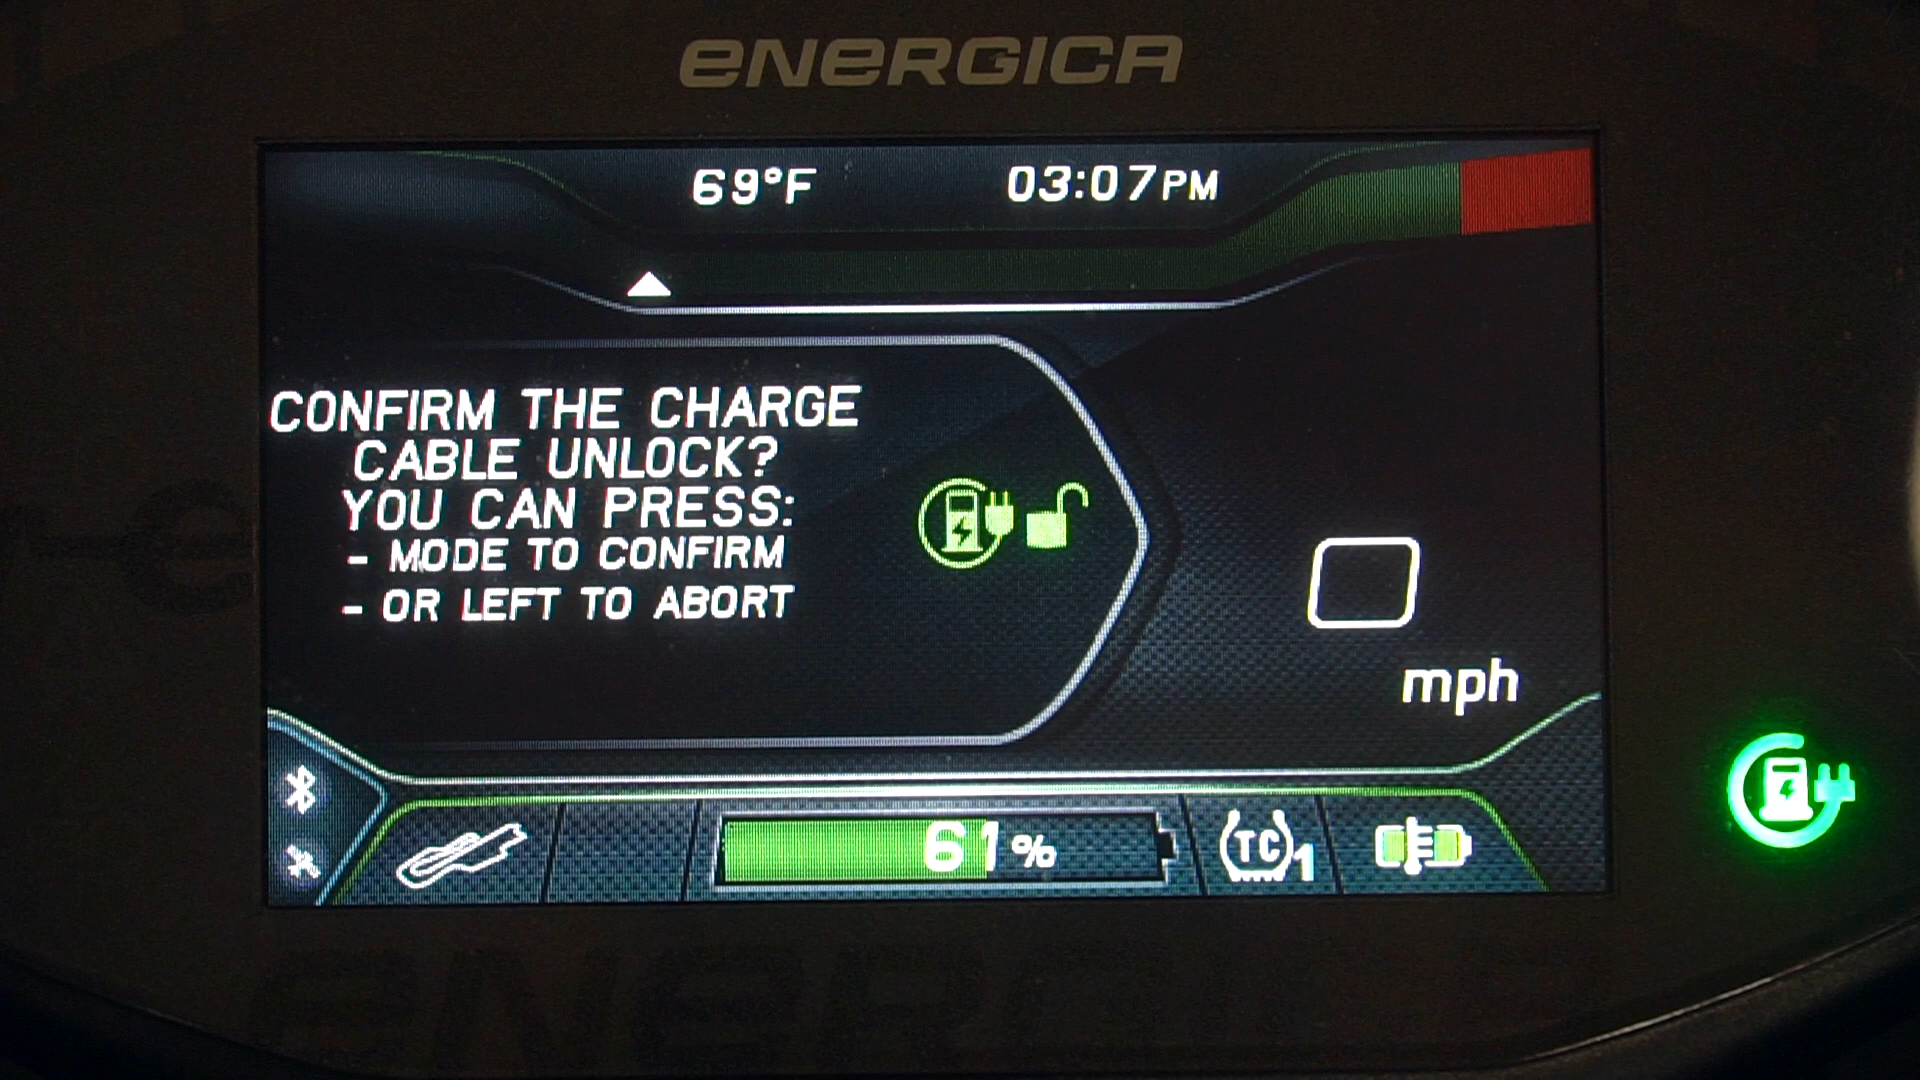 ENERGICA
69°F 03:07PM
CONFIRM THE CHARGE
CABLE UNLOCK?
YOU CAN PRESS:
- MODE TO CONFIRM
- OR LEFT TO ABORT
0
mph
61%
TC 1